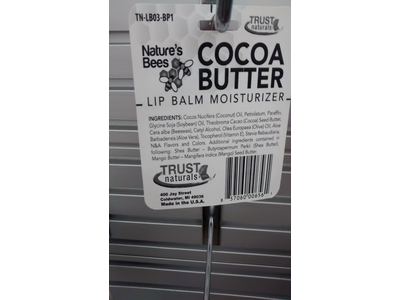 TN-LB03-BP1
TRUST
naturals
Nature's
Bees
COCOA
BUTTER
LIP BALM MOISTURIZER
INGREDIENTS: Cocos Nucifera (Coconut) Oil, Petrolatum, Paraffin,
Glycine Soja (Soybean) Oil, Theobroma Cacao (Cocoa) Seed Butter,
Cera alba (Beeswax), Cetyl Alcohol, Olea Europaea (Olive) Oil, Aloe
Barbadensis (Aloe Vera), Tocopherol (Vitamin E), Stevia Rebaudiana,
N&A Flavors and Colors. Additional ingredients contained in
following: Shea Butter – Butyrospermum Parkii (Shea Butter),
Mango Butter – Mangifera Indica (Mango) Seed Butter
TRUST
naturals
400 Jay Street
Coldwater, MI 49036
Made in the U.S.A.